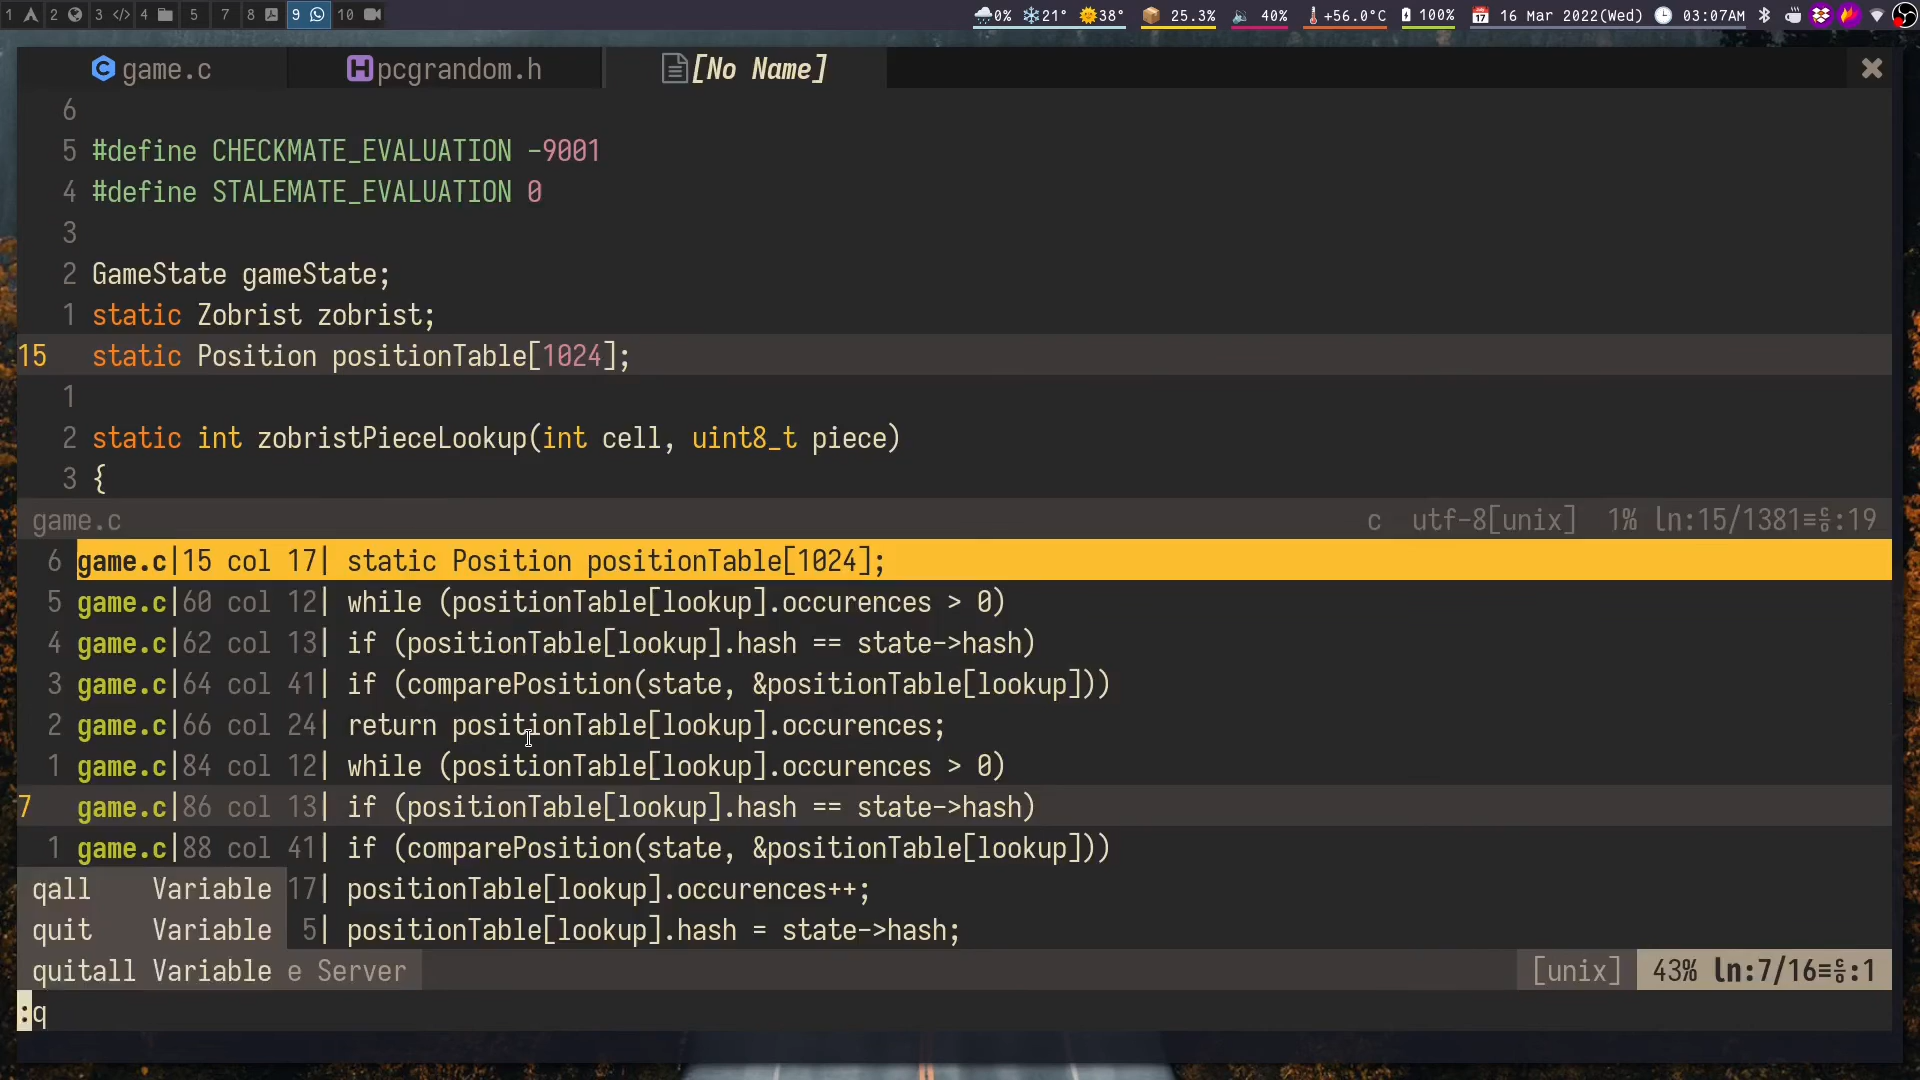 1 2 3 </> 4 5 7 8 9 10 0% 21° 38° 25.3% 40% +56.0°C 100% 16 Mar 2022(Wed) 03:07AM
game.c pcgrandom.h [No Name]
6
5 #define CHECKMATE_EVALUATION -9001
4 #define STALEMATE_EVALUATION 0
3
2 GameState gameState;
1 static Zobrist zobrist;
15 static Position positionTable[1024];
1
2 static int zobristPieceLookup(int cell, uint8_t piece)
3 {
game.c c utf-8[unix] 1% ln:15/1381≡%:19
6 game.c|15 col 17| static Position positionTable[1024];
5 game.c|60 col 12| while (positionTable[lookup].occurences > 0)
4 game.c|62 col 13| if (positionTable[lookup].hash == state->hash)
3 game.c|64 col 41| if (comparePosition(state, &positionTable[lookup]))
2 game.c|66 col 24| return positionTable[lookup].occurences;
1 game.c|84 col 12| while (positionTable[lookup].occurences > 0)
7 game.c|86 col 13| if (positionTable[lookup].hash == state->hash)
1 game.c|88 col 41| if (comparePosition(state, &positionTable[lookup]))
qall Variable 17| positionTable[lookup].occurences++;
quit Variable 5| positionTable[lookup].hash = state->hash;
quitall Variable e Server [unix] 43% ln:7/16≡%:1
:q